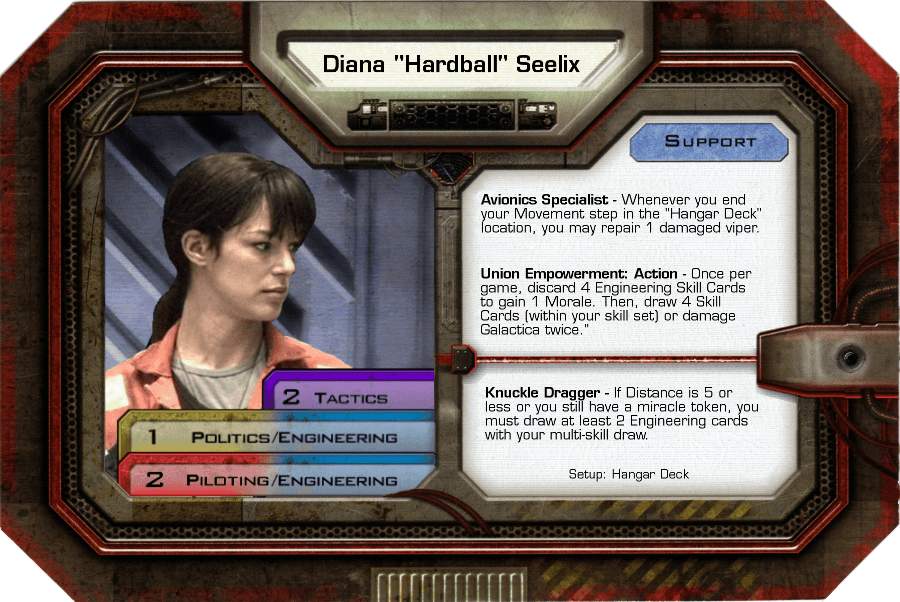 Diana "Hardball" Seelix
Support
Avionics Specialist - Whenever you end
your Movement step in the "Hangar Deck"
location, you may repair 1 damaged viper.
Union Empowerment: Action - Once per
game, discard 4 Engineering Skill Cards
to gain 1 Morale. Then, draw 4 Skill
Cards (within your skill set) or damage
Galactica twice."
Knuckle Dragger - If Distance is 5 or
less or you still have a miracle token, you
must draw at least 2 Engineering cards
with your multi-skill draw.
Setup: Hangar Deck
2 Tactics
1 Politics/Engineering
2 Piloting/Engineering